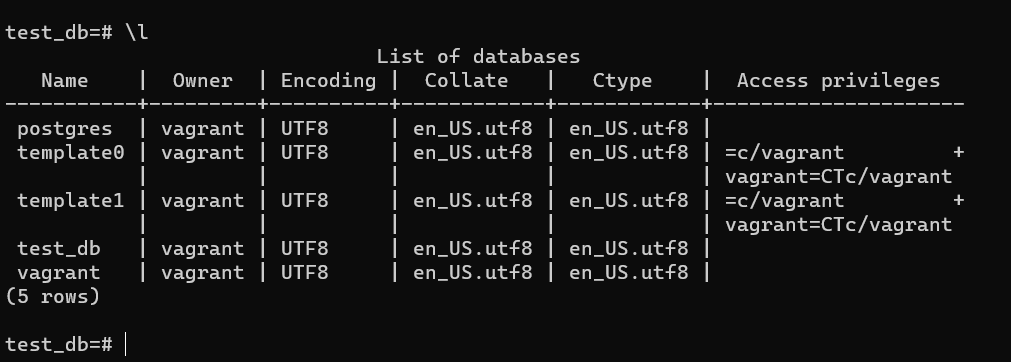 test_db=# \l
                               List of databases
   Name    |  Owner  | Encoding |  Collate   |   Ctype    |  Access privileges
-----------+---------+----------+------------+------------+---------------------
 postgres  | vagrant | UTF8     | en_US.utf8 | en_US.utf8 |
 template0 | vagrant | UTF8     | en_US.utf8 | en_US.utf8 | =c/vagrant         +
           |         |          |            |            | vagrant=CTc/vagrant
 template1 | vagrant | UTF8     | en_US.utf8 | en_US.utf8 | =c/vagrant         +
           |         |          |            |            | vagrant=CTc/vagrant
 test_db   | vagrant | UTF8     | en_US.utf8 | en_US.utf8 |
 vagrant   | vagrant | UTF8     | en_US.utf8 | en_US.utf8 |
(5 rows)

test_db=#